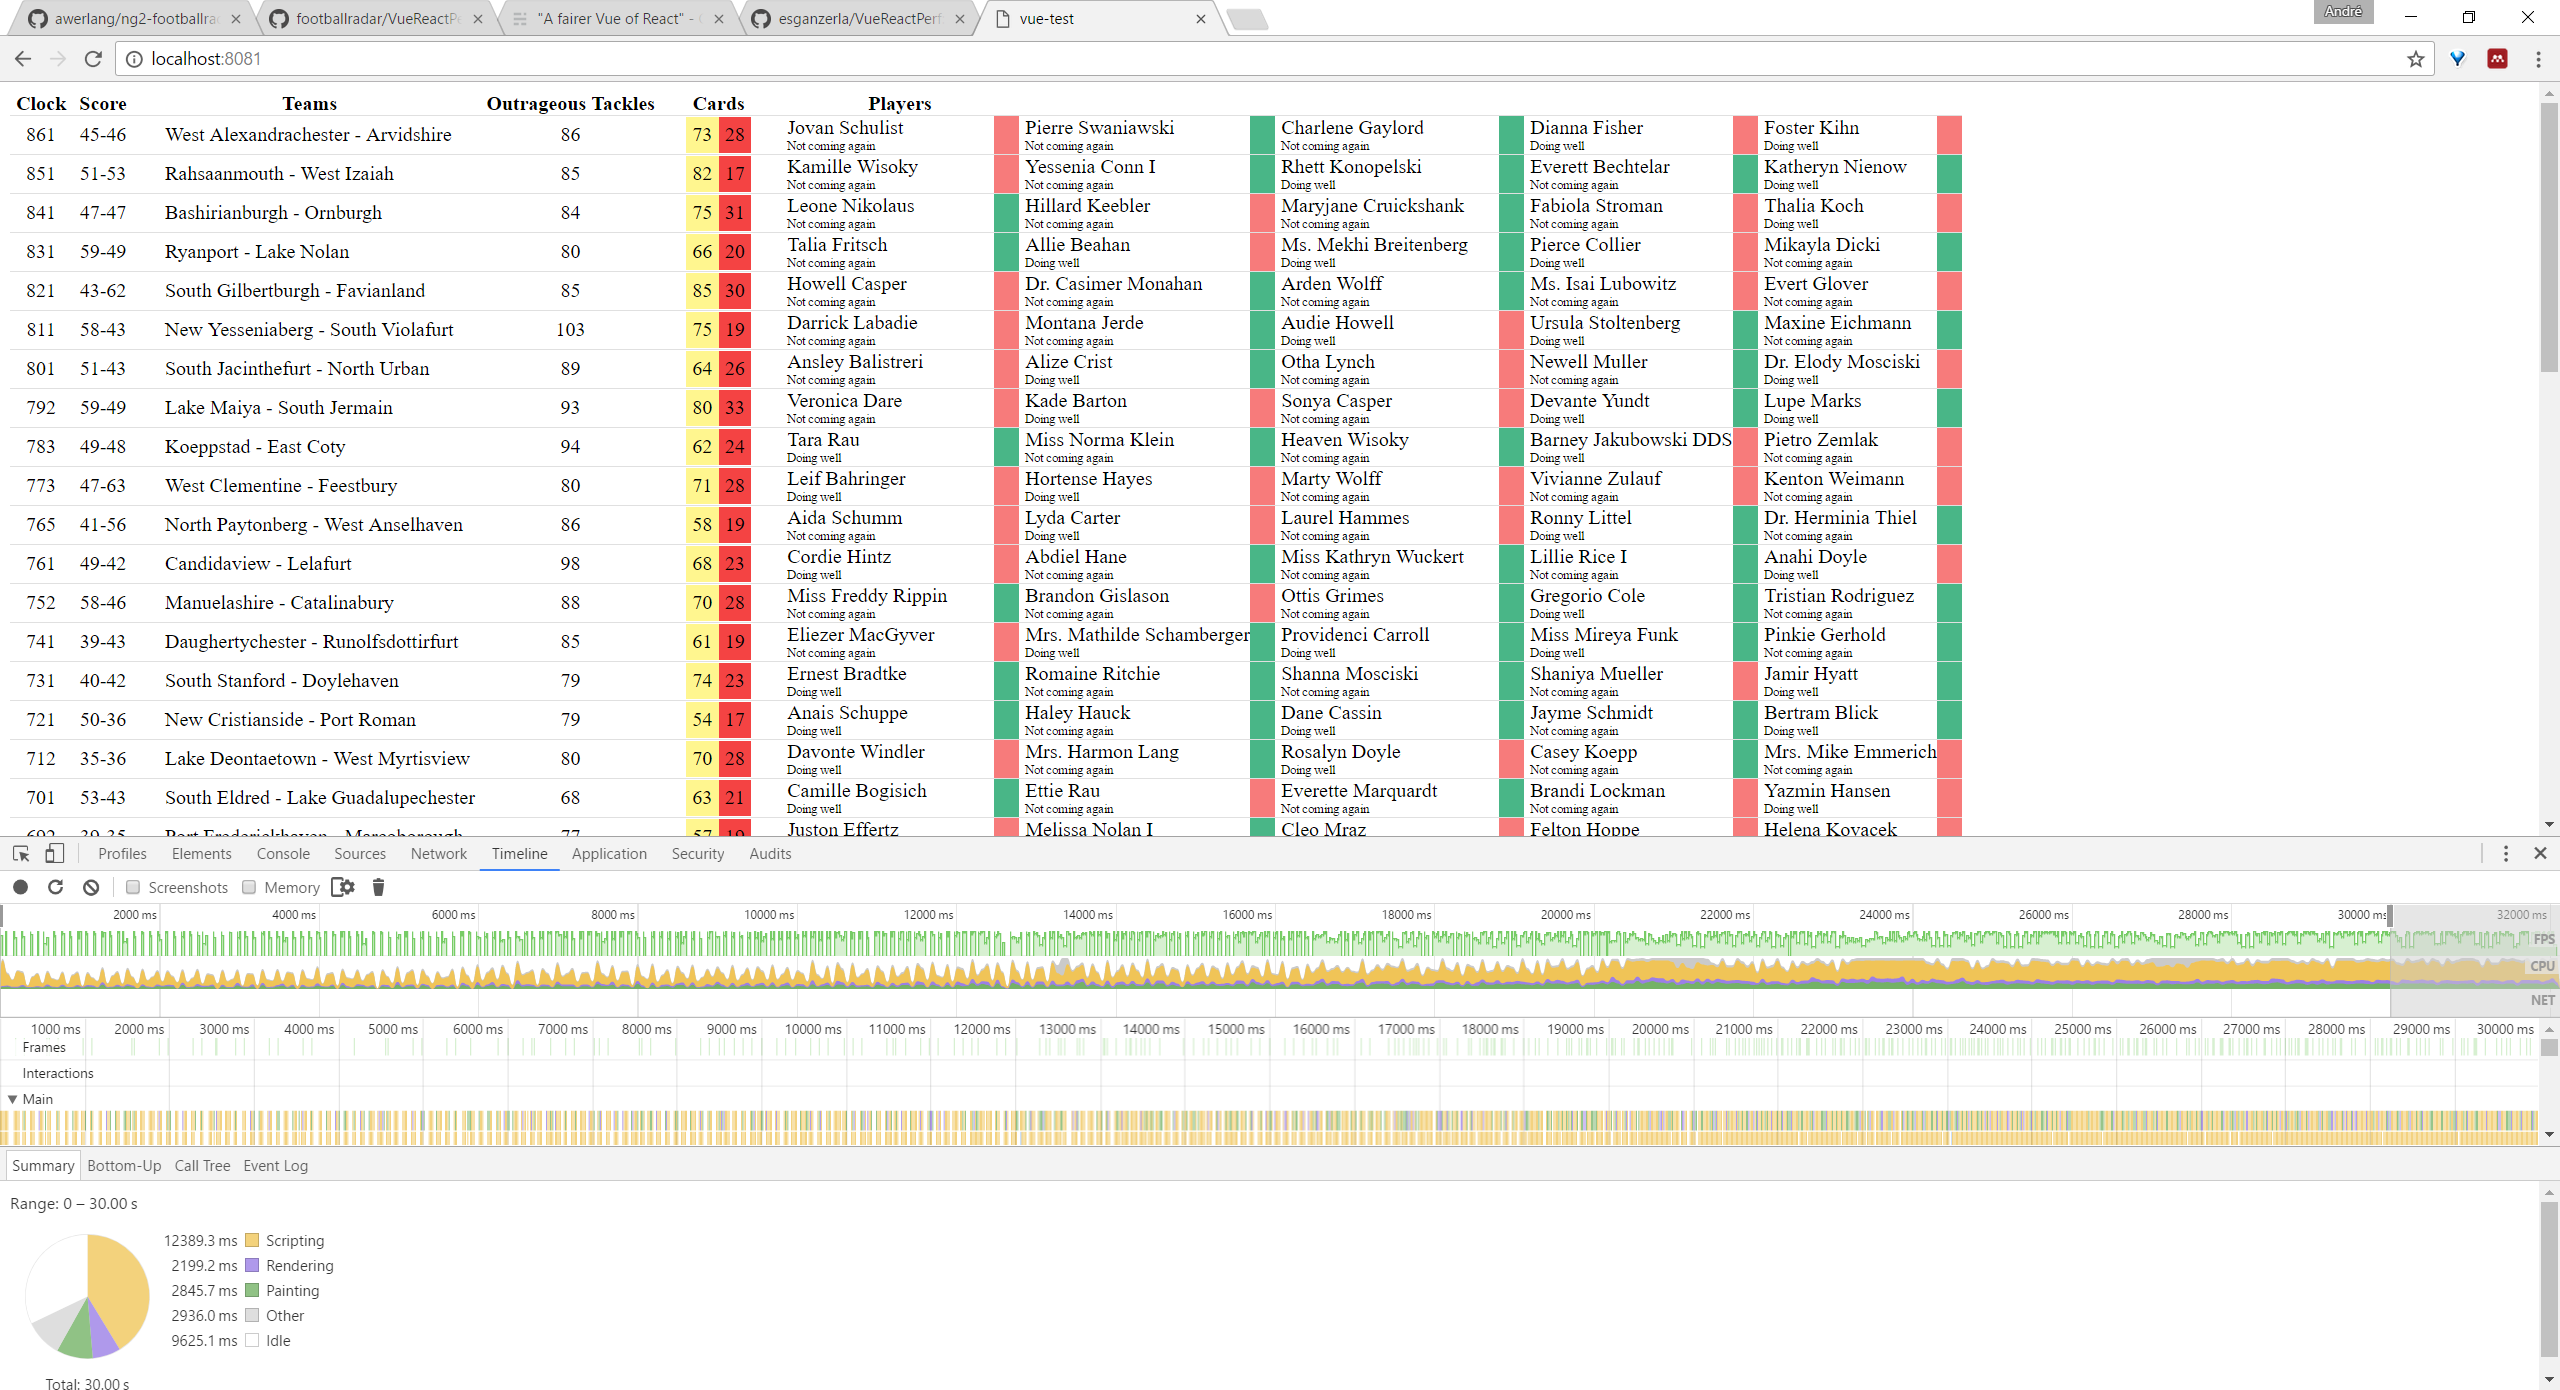 awerlang/ng2-footballra
footballradar/VueReactPe
"A fairer Vue of React" -
esganzerla/VueReactPerf
vue-test
André
localhost:8081
Clock Score Teams Outrageous Tackles Cards Players
861 45-46 West Alexandrachester - Arvidshire 86 73 28 Jovan Schulist Pierre Swaniawski Charlene Gaylord Dianna Fisher Foster Kihn
Not coming again Not coming again Not coming again Doing well Doing well
851 51-53 Rahsaanmouth - West Izaiah 85 82 17 Kamille Wisoky Yessenia Conn I Rhett Konopelski Everett Bechtelar Katheryn Nienow
Not coming again Not coming again Doing well Not coming again Doing well
841 47-47 Bashirianburgh - Ornburgh 84 75 31 Leone Nikolaus Hillard Keebler Maryjane Cruickshank Fabiola Stroman Thalia Koch
Not coming again Not coming again Not coming again Not coming again Doing well
831 59-49 Ryanport - Lake Nolan 80 66 20 Talia Fritsch Allie Beahan Ms. Mekhi Breitenberg Pierce Collier Mikayla Dicki
Not coming again Doing well Doing well Doing well Not coming again
821 43-62 South Gilbertburgh - Favianland 85 85 30 Howell Casper Dr. Casimer Monahan Arden Wolff Ms. Isai Lubowitz Evert Glover
Not coming again Not coming again Not coming again Not coming again Not coming again
811 58-43 New Yesseniaberg - South Violafurt 103 75 19 Darrick Labadie Montana Jerde Audie Howell Ursula Stoltenberg Maxine Eichmann
Not coming again Not coming again Doing well Doing well Not coming again
801 51-43 South Jacinthefurt - North Urban 89 64 26 Ansley Balistreri Alize Crist Otha Lynch Newell Muller Dr. Elody Mosciski
Not coming again Doing well Not coming again Not coming again Doing well
792 59-49 Lake Maiya - South Jermain 93 80 33 Veronica Dare Kade Barton Sonya Casper Devante Yundt Lupe Marks
Not coming again Doing well Not coming again Doing well Doing well
783 49-48 Koeppstad - East Coty 94 62 24 Tara Rau Miss Norma Klein Heaven Wisoky Barney Jakubowski DDS Pietro Zemlak
Doing well Not coming again Not coming again Doing well Not coming again
773 47-63 West Clementine - Feestbury 80 71 28 Leif Bahringer Hortense Hayes Marty Wolff Vivianne Zulauf Kenton Weimann
Doing well Doing well Not coming again Not coming again Not coming again
765 41-56 North Paytonberg - West Anselhaven 86 58 19 Aida Schumm Lyda Carter Laurel Hammes Ronny Littel Dr. Herminia Thiel
Not coming again Doing well Not coming again Doing well Not coming again
761 49-42 Candidaview - Lelafurt 98 68 23 Cordie Hintz Abdiel Hane Miss Kathryn Wuckert Lillie Rice I Anahi Doyle
Doing well Not coming again Not coming again Not coming again Doing well
752 58-46 Manuelashire - Catalinabury 88 70 28 Miss Freddy Rippin Brandon Gislason Ottis Grimes Gregorio Cole Tristian Rodriguez
Not coming again Not coming again Not coming again Doing well Not coming again
741 39-43 Daughertychester - Runolfsdottirfurt 85 61 19 Eliezer MacGyver Mrs. Mathilde Schamberger Providenci Carroll Miss Mireya Funk Pinkie Gerhold
Not coming again Doing well Doing well Doing well Not coming again
731 40-42 South Stanford - Doylehaven 79 74 23 Ernest Bradtke Romaine Ritchie Shanna Mosciski Shaniya Mueller Jamir Hyatt
Doing well Not coming again Not coming again Not coming again Doing well
721 50-36 New Cristianside - Port Roman 79 54 17 Anais Schuppe Haley Hauck Dane Cassin Jayme Schmidt Bertram Blick
Doing well Not coming again Doing well Not coming again Doing well
712 35-36 Lake Deontaetown - West Myrtisview 80 70 28 Davonte Windler Mrs. Harmon Lang Rosalyn Doyle Casey Koepp Mrs. Mike Emmerich
Doing well Not coming again Doing well Not coming again Not coming again
701 53-43 South Eldred - Lake Guadalupechester 68 63 21 Camille Bogisich Ettie Rau Everette Marquardt Brandi Lockman Yazmin Hansen
Doing well Not coming again Not coming again Not coming again Doing well
692 39-35 Port Frederickhaven - 77 57 19 Juston Effertz Melissa Nolan I Cleo Mraz Felton Hoppe Helena Kovacek
Profiles Elements Console Sources Network Timeline Application Security Audits
Screenshots Memory
2000 ms 4000 ms 6000 ms 8000 ms 10000 ms 12000 ms 14000 ms 16000 ms 18000 ms 20000 ms 22000 ms 24000 ms 26000 ms 28000 ms 30000 ms 32000 ms
FPS
CPU
NET
1000 ms 2000 ms 3000 ms 4000 ms 5000 ms 6000 ms 7000 ms 8000 ms 9000 ms 10000 ms 11000 ms 12000 ms 13000 ms 14000 ms 15000 ms 16000 ms 17000 ms 18000 ms 19000 ms 20000 ms 21000 ms 22000 ms 23000 ms 24000 ms 25000 ms 26000 ms 27000 ms 28000 ms 29000 ms 30000 ms
Frames
Interactions
Main
Summary Bottom-Up Call Tree Event Log
Range: 0 – 30.00 s
12389.3 ms Scripting
2199.2 ms Rendering
2845.7 ms Painting
2936.0 ms Other
9625.1 ms Idle
Total: 30.00 s